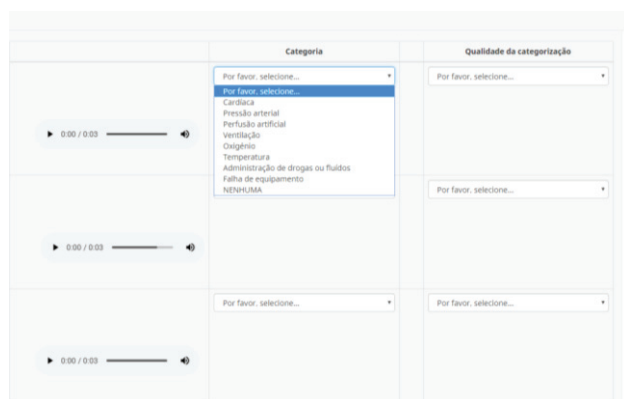 Categoria
Qualidade da categorização
Por favor, selecione...
Por favor, selecione...
Por favor, selecione...
Cardíaca
Pressão arterial
Perfusão artificial
Ventilação
Oxigénio
Temperatura
Administração de drogas ou fluídos
Falha de equipamento
NENHUMA
0:00 / 0:03
Por favor, selecione...
0:00 / 0:03
Por favor, selecione...
Por favor, selecione...
0:00 / 0:03